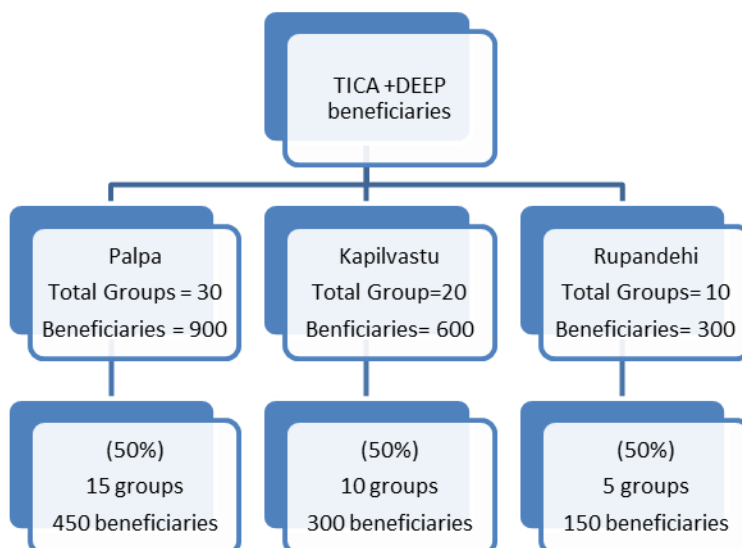 TICA +DEEP
beneficiaries
Palpa
Total Groups = 30
Beneficiaries = 900
Kapilvastu
Total Group=20
Benficiaries= 600
Rupandehi
Total Groups= 10
Beneficiaries= 300
(50%)
15 groups
450 beneficiaries
(50%)
10 groups
300 beneficiaries
(50%)
5 groups
150 beneficiaries